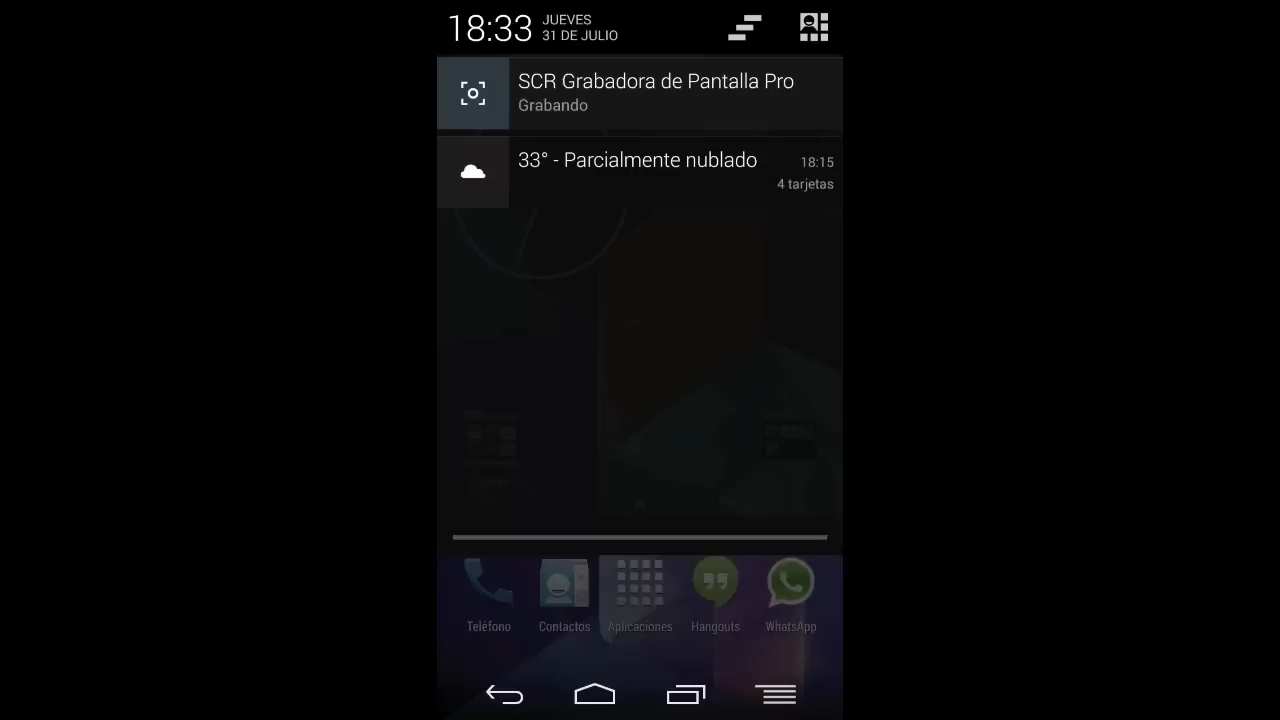 18:33 JUEVES
31 DE JULIO
SCR Grabadora de Pantalla Pro
Grabando
33° - Parcialmente nublado 18:15
4 tarjetas
Teléfono Contactos Aplicaciones Hangouts WhatsApp